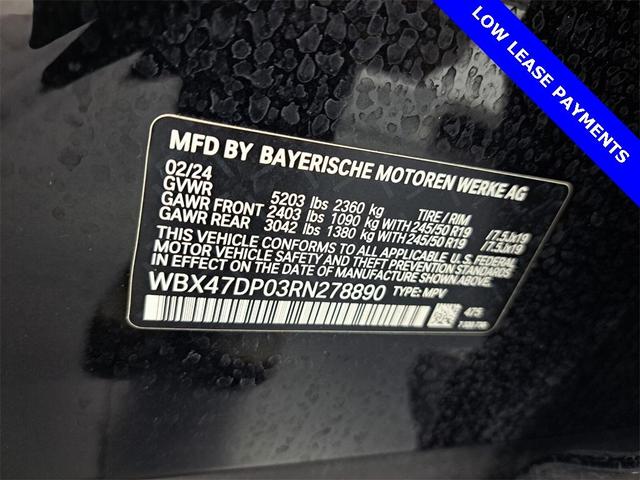 LOW LEASE PAYMENTS
MFD BY BAYERISCHE MOTOREN WERKE AG
02/24
GVWR 5203 lbs 2360 kg TIRE / RIM
GAWR FRONT 2403 lbs 1090 kg WITH 245/50 R19 /7.5Jx19
GAWR REAR 3042 lbs 1380 kg WITH 245/50 R19 /7.5Jx19
THIS VEHICLE CONFORMS TO ALL APPLICABLE U.S. FEDERAL
MOTOR VEHICLE SAFETY AND THEFT PREVENTION STANDARDS
IN EFFECT ON THE DATE OF MANUFACTURE SHOWN ABOVE.
WBX47DP03RN278890 TYPE: MPV
475